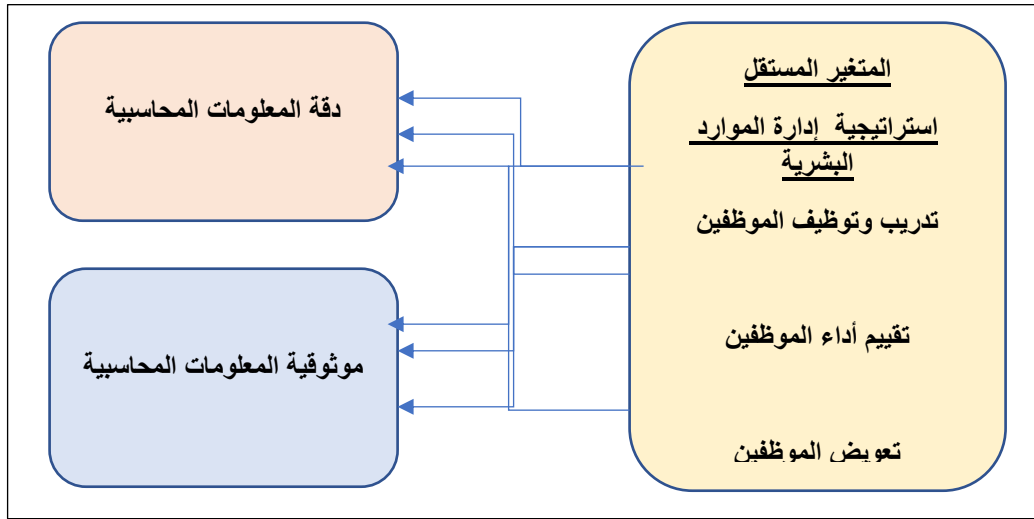 المتغير المستقل
استراتيجية إدارة الموارد
البشرية
تدريب وتوظيف الموظفين
تقييم أداء الموظفين
تعويض الموظفين
دقة المعلومات المحاسبية
موثوقية المعلومات المحاسبية